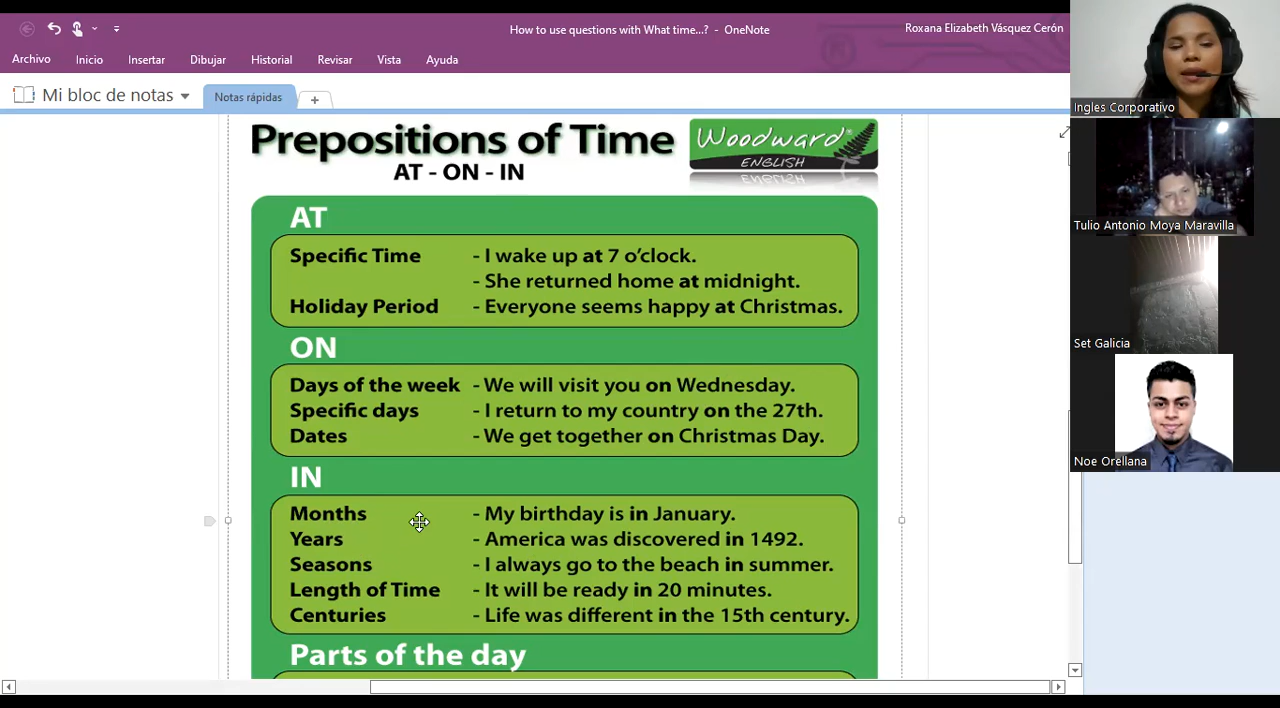 How to use questions with What time...? - OneNote
Roxana Elizabeth Vásquez Cerón
Archivo Inicio Insertar Dibujar Historial Revisar Vista Ayuda
Mi bloc de notas Notas rápidas
Prepositions of Time
AT - ON - IN
Woodward®
ENGLISH
AT
Specific Time - I wake up at 7 o'clock.
- She returned home at midnight.
Holiday Period - Everyone seems happy at Christmas.
ON
Days of the week - We will visit you on Wednesday.
Specific days - I return to my country on the 27th.
Dates - We get together on Christmas Day.
IN
Months - My birthday is in January.
Years - America was discovered in 1492.
Seasons - I always go to the beach in summer.
Length of Time - It will be ready in 20 minutes.
Centuries - Life was different in the 15th century.
Parts of the day
Ingles Corporativo
Tulio Antonio Moya Maravilla
Set Galicia
Noe Orellana